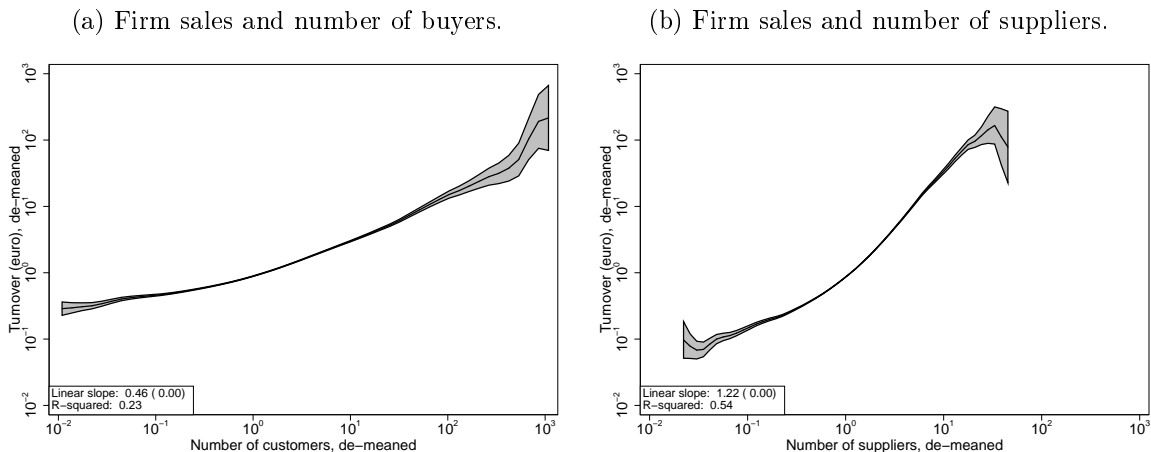 (a) Firm sales and number of buyers.
Turnover (euro), de−meaned
10^3
10^2
10^1
10^0
10^−1
10^−2
Linear slope: 0.46 ( 0.00)
R−squared: 0.23
10^−2 10^−1 10^0 10^1 10^2 10^3
Number of customers, de−meaned
(b) Firm sales and number of suppliers.
Turnover (euro), de−meaned
10^3
10^2
10^1
10^0
10^−1
10^−2
Linear slope: 1.22 ( 0.00)
R−squared: 0.54
10^−2 10^−1 10^0 10^1 10^2 10^3
Number of suppliers, de−meaned